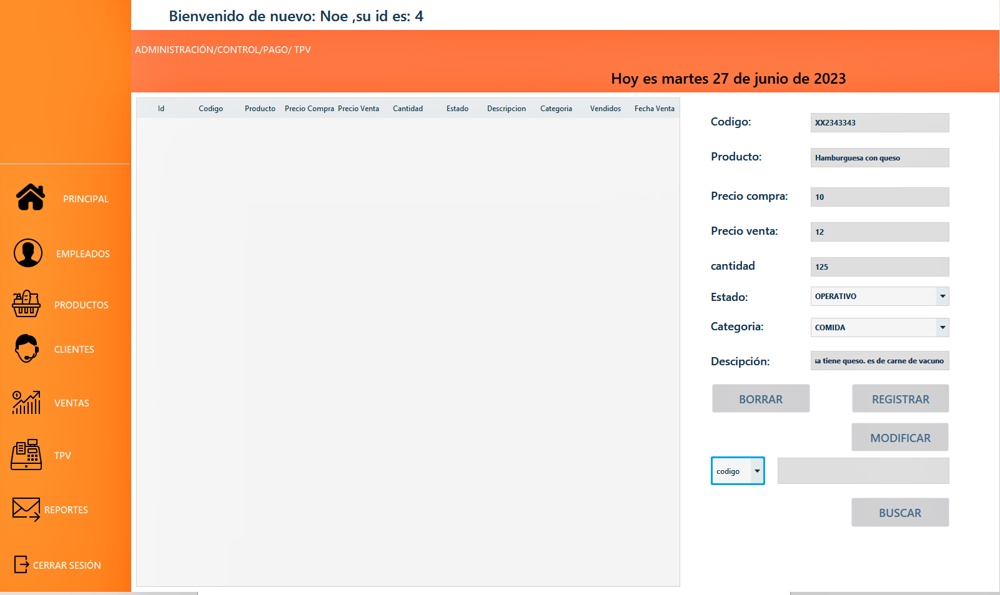 Bienvenido de nuevo: Noe ,su id es: 4
ADMINISTRACIÓN/CONTROL/PAGO/ TPV
Hoy es martes 27 de junio de 2023
PRINCIPAL
EMPLEADOS
PRODUCTOS
CLIENTES
VENTAS
TPV
REPORTES
CERRAR SESIÓN
Id Codigo Producto Precio Compra Precio Venta Cantidad Estado Descripcion Categoria Vendidos Fecha Venta
Codigo: XX2343343
Producto: Hamburguesa con queso
Precio compra: 10
Precio venta: 12
cantidad 125
Estado: OPERATIVO
Categoria: COMIDA
Descipción: sa tiene queso. es de carne de vacuno
BORRAR REGISTRAR
MODIFICAR
codigo
BUSCAR